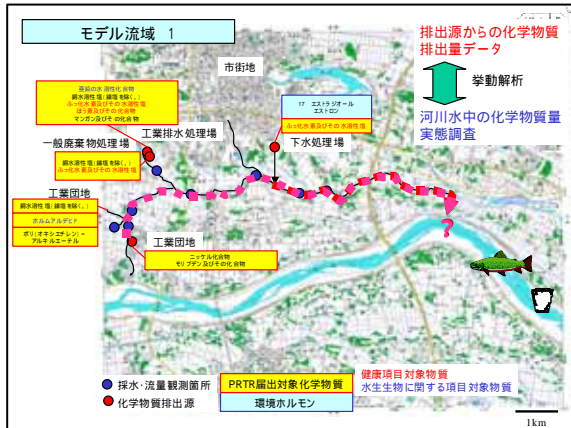 モデル流域 1
排出源からの化学物質
排出量データ
挙動解析
河川水中の化学物質量
実態調査
市街地
亜鉛の水溶性化合物
銅水溶性塩(錯塩を除く。)
ふっ化水素及びその水溶性塩
ほう素及びその化合物
マンガン及びその化合物
工業排水処理場
17 エストラジオール
エストロン
ふっ化水素及びその水溶性塩
下水処理場
一般廃棄物処理場
銅水溶性塩(錯塩を除く。)
ふっ化水素及びその水溶性塩
工業団地
銅水溶性塩(錯塩を除く。)
ホルムアルデヒド
ポリ(オキシエチレン)=
アルキルエーテル
工業団地
ニッケル化合物
モリブデン及びその化合物
?
採水・流量観測箇所
化学物質排出源
PRTR届出対象化学物質
環境ホルモン
健康項目対象物質
水生生物に関する項目対象物質
1km